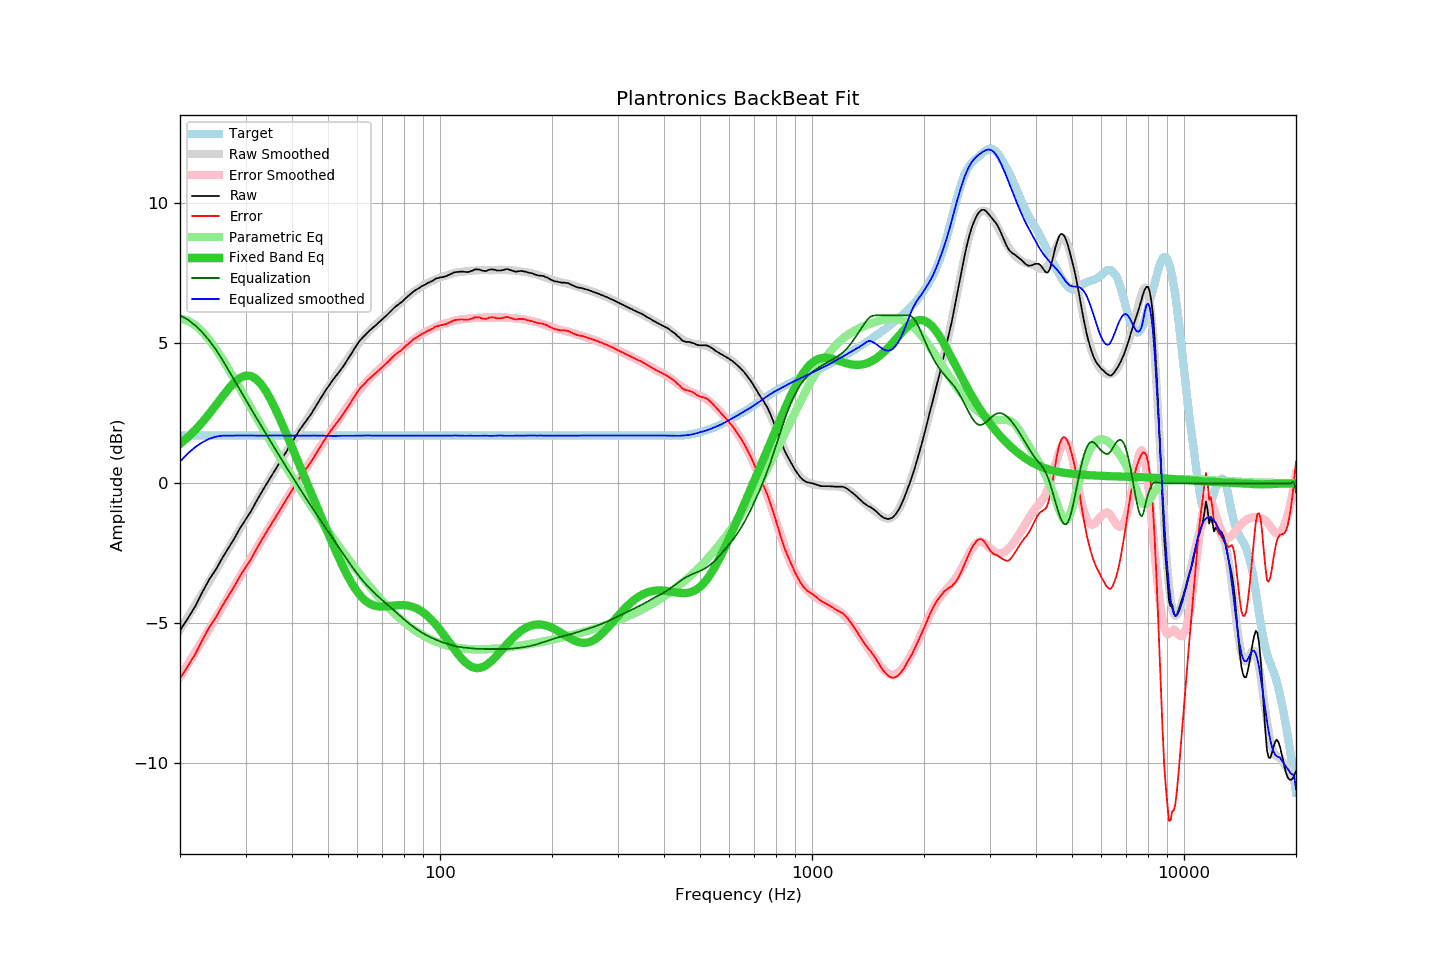 Plantronics BackBeat Fit
Target
Raw Smoothed
Error Smoothed
Raw
Error
Parametric Eq
Fixed Band Eq
Equalization
Equalized smoothed
10
5
0
−5
−10
Amplitude (dBr)
100
1000
10000
Frequency (Hz)